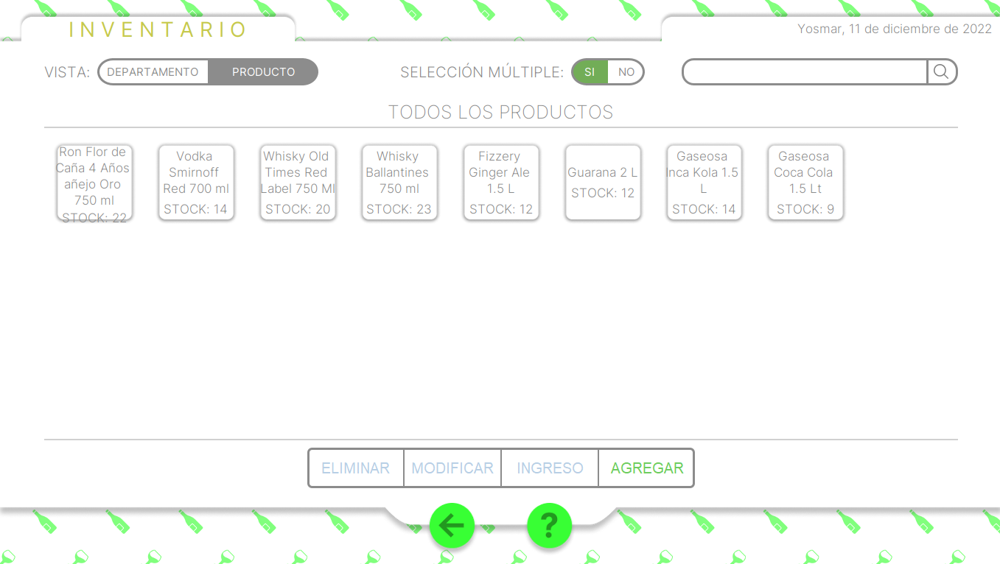 INVENTARIO
Yosmar, 11 de diciembre de 2022
VISTA: DEPARTAMENTO PRODUCTO SELECCIÓN MÚLTIPLE: SI NO
TODOS LOS PRODUCTOS
Ron Flor de
Caña 4 Años
añejo Oro
750 ml
STOCK: 22
Vodka
Smirnoff
Red 700 ml
STOCK: 14
Whisky Old
Times Red
Label 750 Ml
STOCK: 20
Whisky
Ballantines
750 ml
STOCK: 23
Fizzery
Ginger Ale
1.5 L
STOCK: 12
Guarana 2 L
STOCK: 12
Gaseosa
Inca Kola 1.5
L
STOCK: 14
Gaseosa
Coca Cola
1.5 Lt
STOCK: 9
ELIMINAR MODIFICAR INGRESO AGREGAR
?